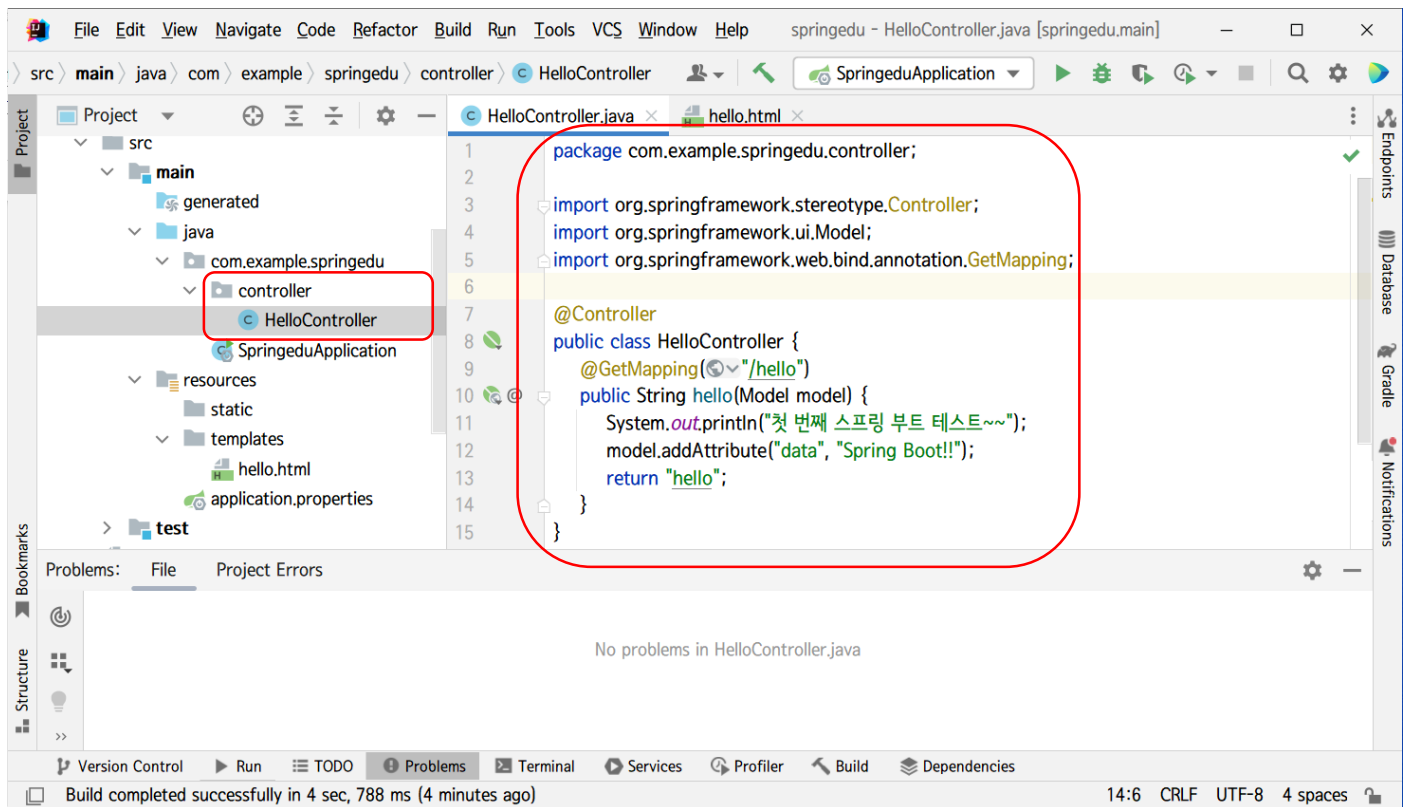 File Edit View Navigate Code Refactor Build Run Tools VCS Window Help springedu - HelloController.java [springedu.main]
src main java com example springedu controller HelloController SpringeduApplication
Project
Project
HelloController.java
hello.html
src
main
generated
java
com.example.springedu
controller
HelloController
SpringeduApplication
resources
static
templates
hello.html
application.properties
test
1 package com.example.springedu.controller;
2
3 import org.springframework.stereotype.Controller;
4 import org.springframework.ui.Model;
5 import org.springframework.web.bind.annotation.GetMapping;
6
7 @Controller
8 public class HelloController {
9 @GetMapping("/hello")
10 public String hello(Model model) {
11 System.out.println("첫 번째 스프링 부트 테스트~~");
12 model.addAttribute("data", "Spring Boot!!");
13 return "hello";
14 }
15 }
Endpoints
Database
Gradle
Notifications
Bookmarks
Structure
Problems: File Project Errors
No problems in HelloController.java
Version Control Run TODO Problems Terminal Services Profiler Build Dependencies
Build completed successfully in 4 sec, 788 ms (4 minutes ago) 14:6 CRLF UTF-8 4 spaces